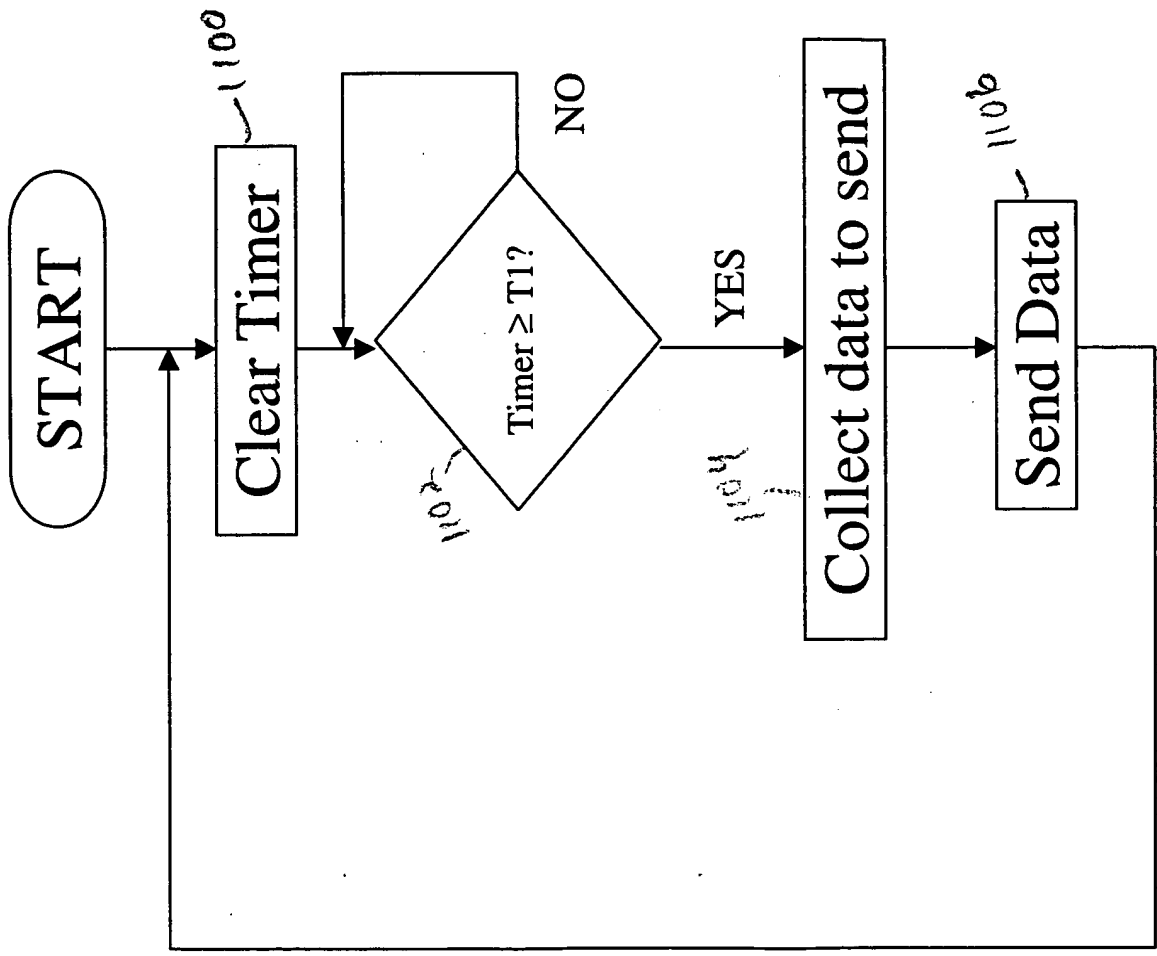 START
1100
Clear Timer
1102
Timer ≥ T1?
NO
YES
1104
Collect data to send
1106
Send Data